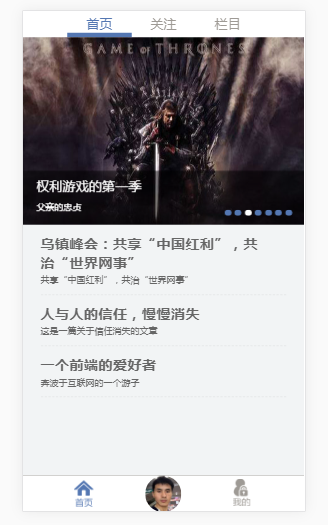 首页 关注 栏目
GAME OF THRONES
权利游戏的第一季
父亲的忠贞
乌镇峰会：共享“中国红利”，共
治“世界网事”
共享“中国红利”，共治“世界网事”
人与人的信任，慢慢消失
这是一篇关于信任消失的文章
一个前端的爱好者
奔波于互联网的一个游子
首页 我的